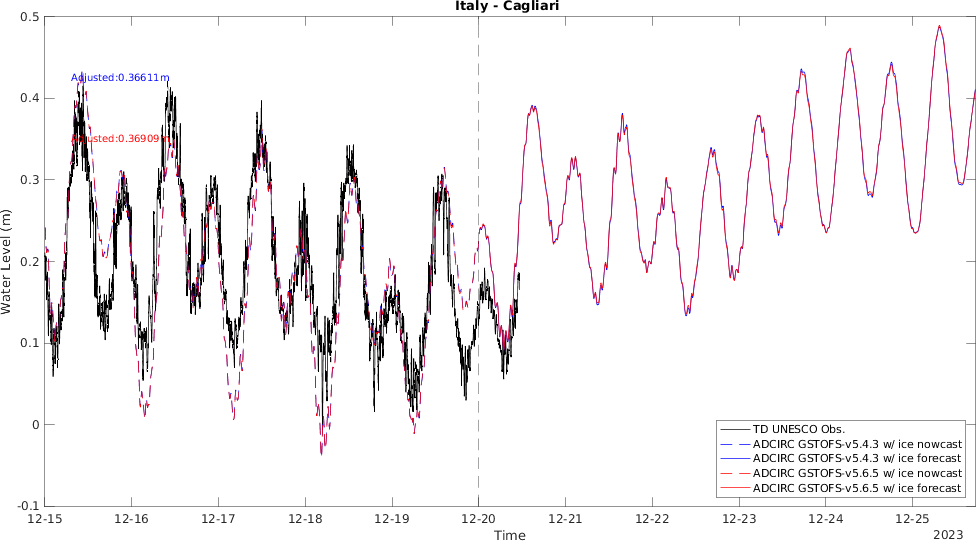 Italy - Cagliari
0.5
0.4
0.3
0.2
0.1
0
-0.1
Water Level (m)
Adjusted:0.36611m
Adjusted:0.36909m
TD UNESCO Obs.
ADCIRC GSTOFS-v5.4.3 w/ ice nowcast
ADCIRC GSTOFS-v5.4.3 w/ ice forecast
ADCIRC GSTOFS-v5.6.5 w/ ice nowcast
ADCIRC GSTOFS-v5.6.5 w/ ice forecast
12-15 12-16 12-17 12-18 12-19 12-20 12-21 12-22 12-23 12-24 12-25
Time
2023